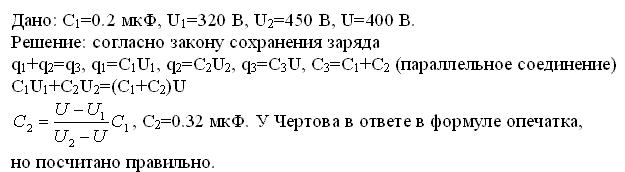 Дано: C₁=0.2 мкФ, U₁=320 В, U₂=450 В, U=400 В.
Решение: согласно закону сохранения заряда
q₁+q₂=q₃, q₁=C₁U₁, q₂=C₂U₂, q₃=C₃U, C₃=C₁+C₂ (параллельное соединение)
C₁U₁+C₂U₂=(C₁+C₂)U
C₂ = (U − U₁)/(U₂ − U) C₁, C₂=0.32 мкФ. У Чертова в ответе в формуле опечатка,
но посчитано правильно.